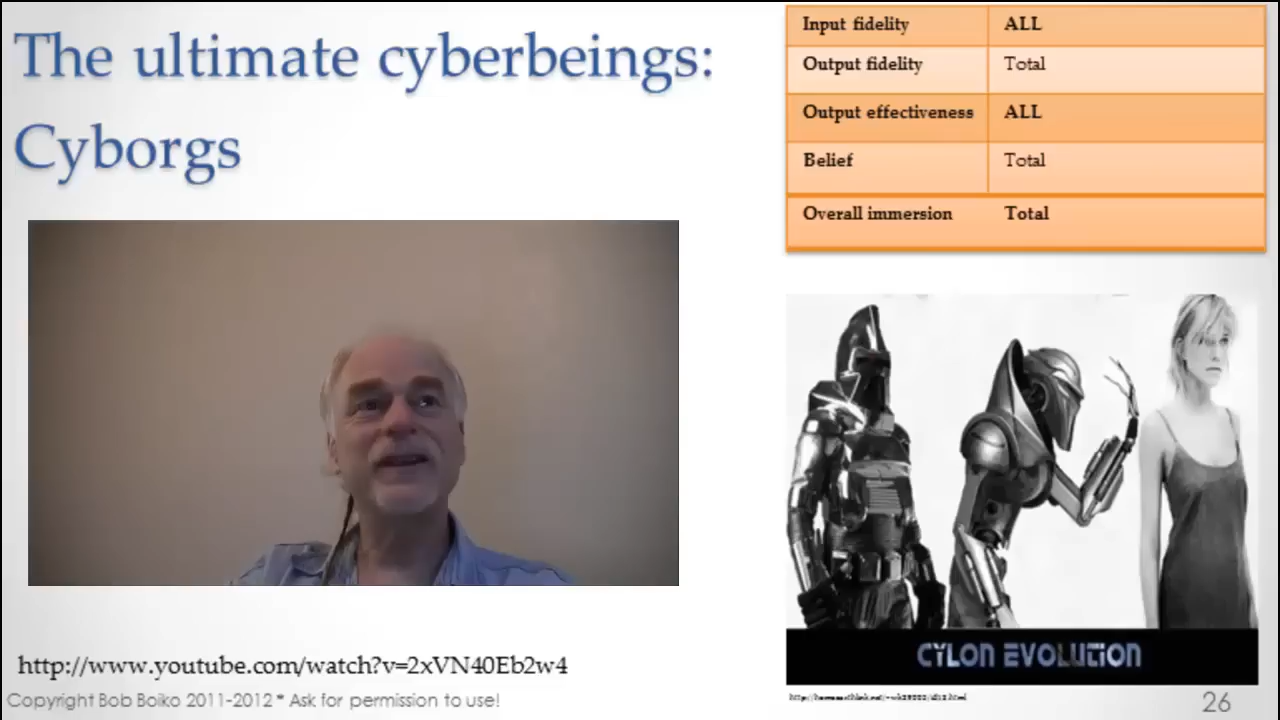 The ultimate cyberbeings:
Cyborgs
Input fidelity ALL
Output fidelity Total
Output effectiveness ALL
Belief Total
Overall immersion Total
CYLON EVOLUTION
http://www.youtube.com/watch?v=2xVN40Eb2w4
Copyright Bob Boiko 2011-2012 * Ask for permission to use!
26